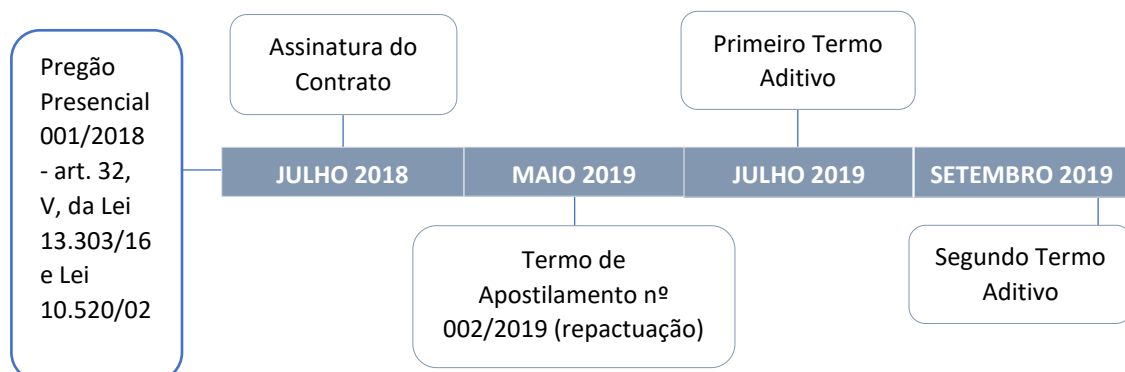 Pregão
Presencial
001/2018
- art. 32,
V, da Lei
13.303/16
e Lei
10.520/02
Assinatura do
Contrato
Primeiro Termo
Aditivo
JULHO 2018
MAIO 2019
JULHO 2019
SETEMBRO 2019
Termo de
Apostilamento nº
002/2019 (repactuação)
Segundo Termo
Aditivo